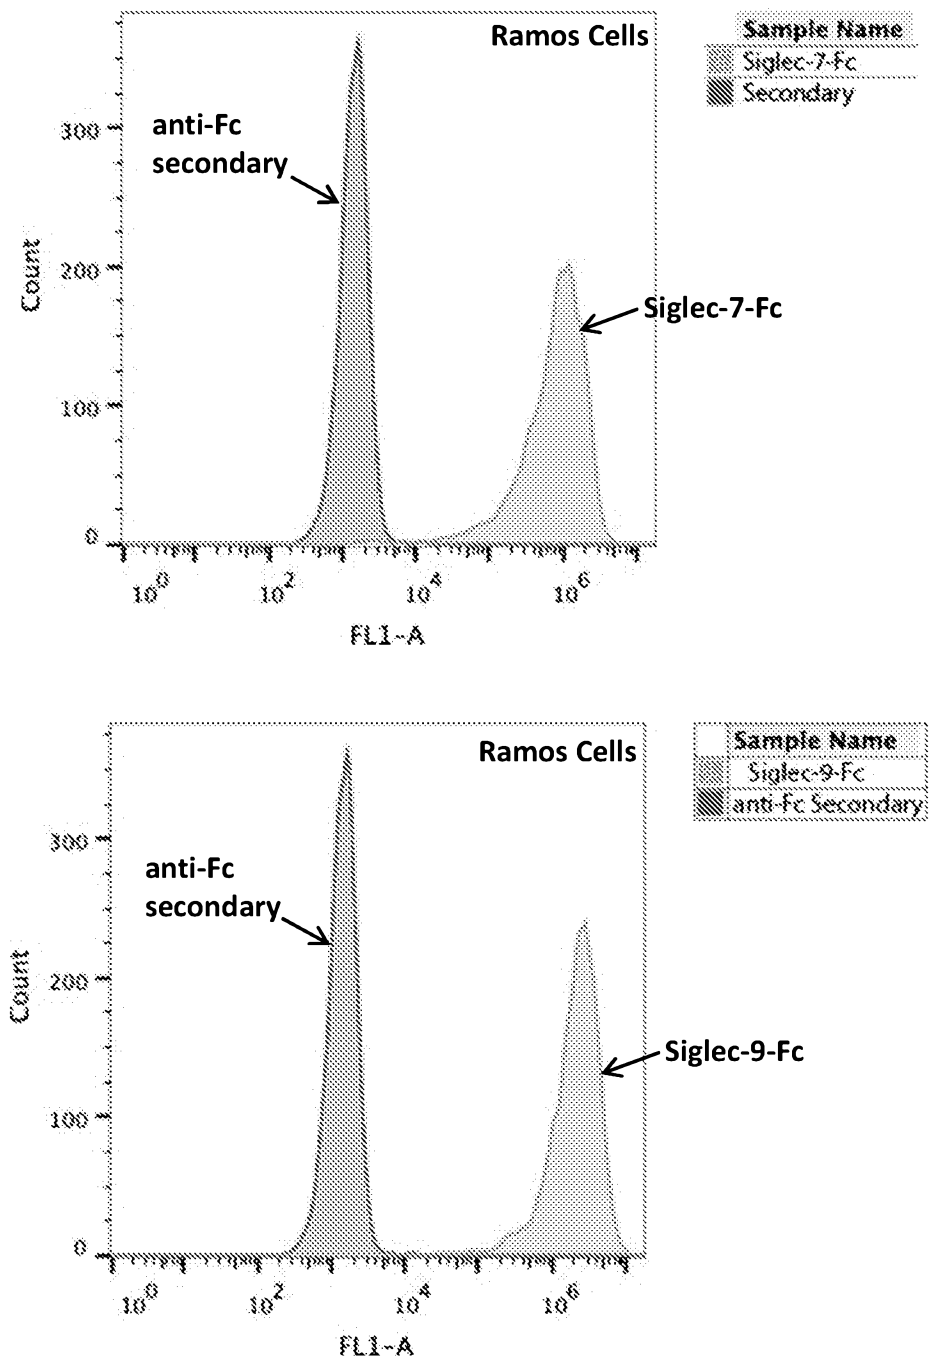 Ramos Cells
Sample Name
Siglec-7-Fc
Secondary
anti-Fc
secondary
Siglec-7-Fc
300
200
100
0
Count
10^0 10^2 10^4 10^6
FL1-A
Ramos Cells
Sample Name
Siglec-9-Fc
anti-Fc Secondary
anti-Fc
secondary
Siglec-9-Fc
300
200
100
0
Count
10^0 10^2 10^4 10^6
FL1-A